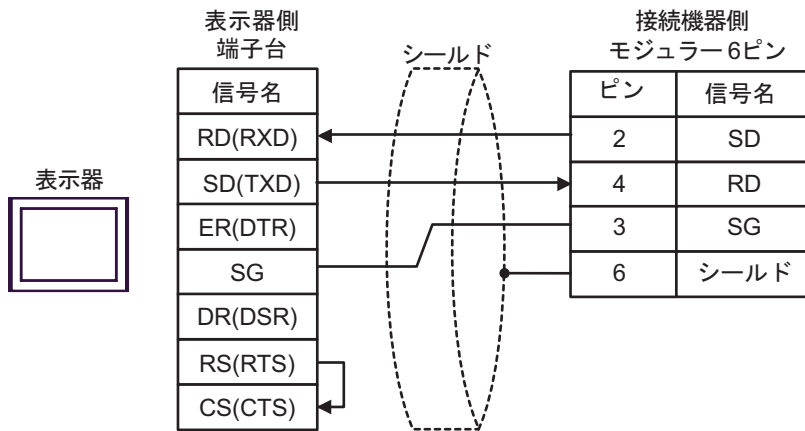 表示器側
端子台
シールド
接続機器側
モジュラー 6ピン
信号名
ピン 信号名
RD(RXD)
2 SD
SD(TXD)
4 RD
表示器
ER(DTR)
3 SG
SG
6 シールド
DR(DSR)
RS(RTS)
CS(CTS)